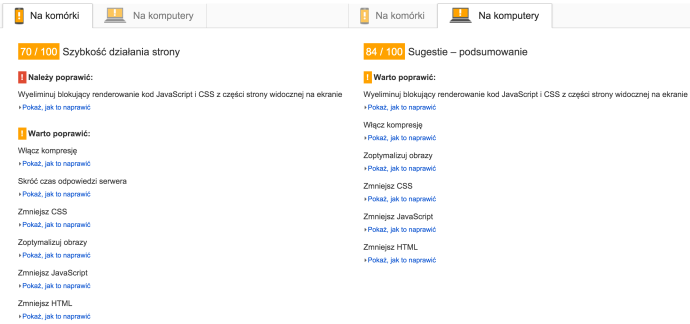 Na komórki
Na komputery
70 / 100 Szybkość działania strony
! Należy poprawić:
Wyeliminuj blokujący renderowanie kod JavaScript i CSS z części strony widocznej na ekranie
Pokaż, jak to naprawić
! Warto poprawić:
Włącz kompresję
Pokaż, jak to naprawić
Skróć czas odpowiedzi serwera
Pokaż, jak to naprawić
Zmniejsz CSS
Pokaż, jak to naprawić
Zoptymalizuj obrazy
Pokaż, jak to naprawić
Zmniejsz JavaScript
Pokaż, jak to naprawić
Zmniejsz HTML
Pokaż, jak to naprawić
Na komórki
Na komputery
84 / 100 Sugestie – podsumowanie
! Warto poprawić:
Wyeliminuj blokujący renderowanie kod JavaScript i CSS z części strony widocznej na ekranie
Pokaż, jak to naprawić
Włącz kompresję
Pokaż, jak to naprawić
Zoptymalizuj obrazy
Pokaż, jak to naprawić
Zmniejsz CSS
Pokaż, jak to naprawić
Zmniejsz JavaScript
Pokaż, jak to naprawić
Zmniejsz HTML
Pokaż, jak to naprawić